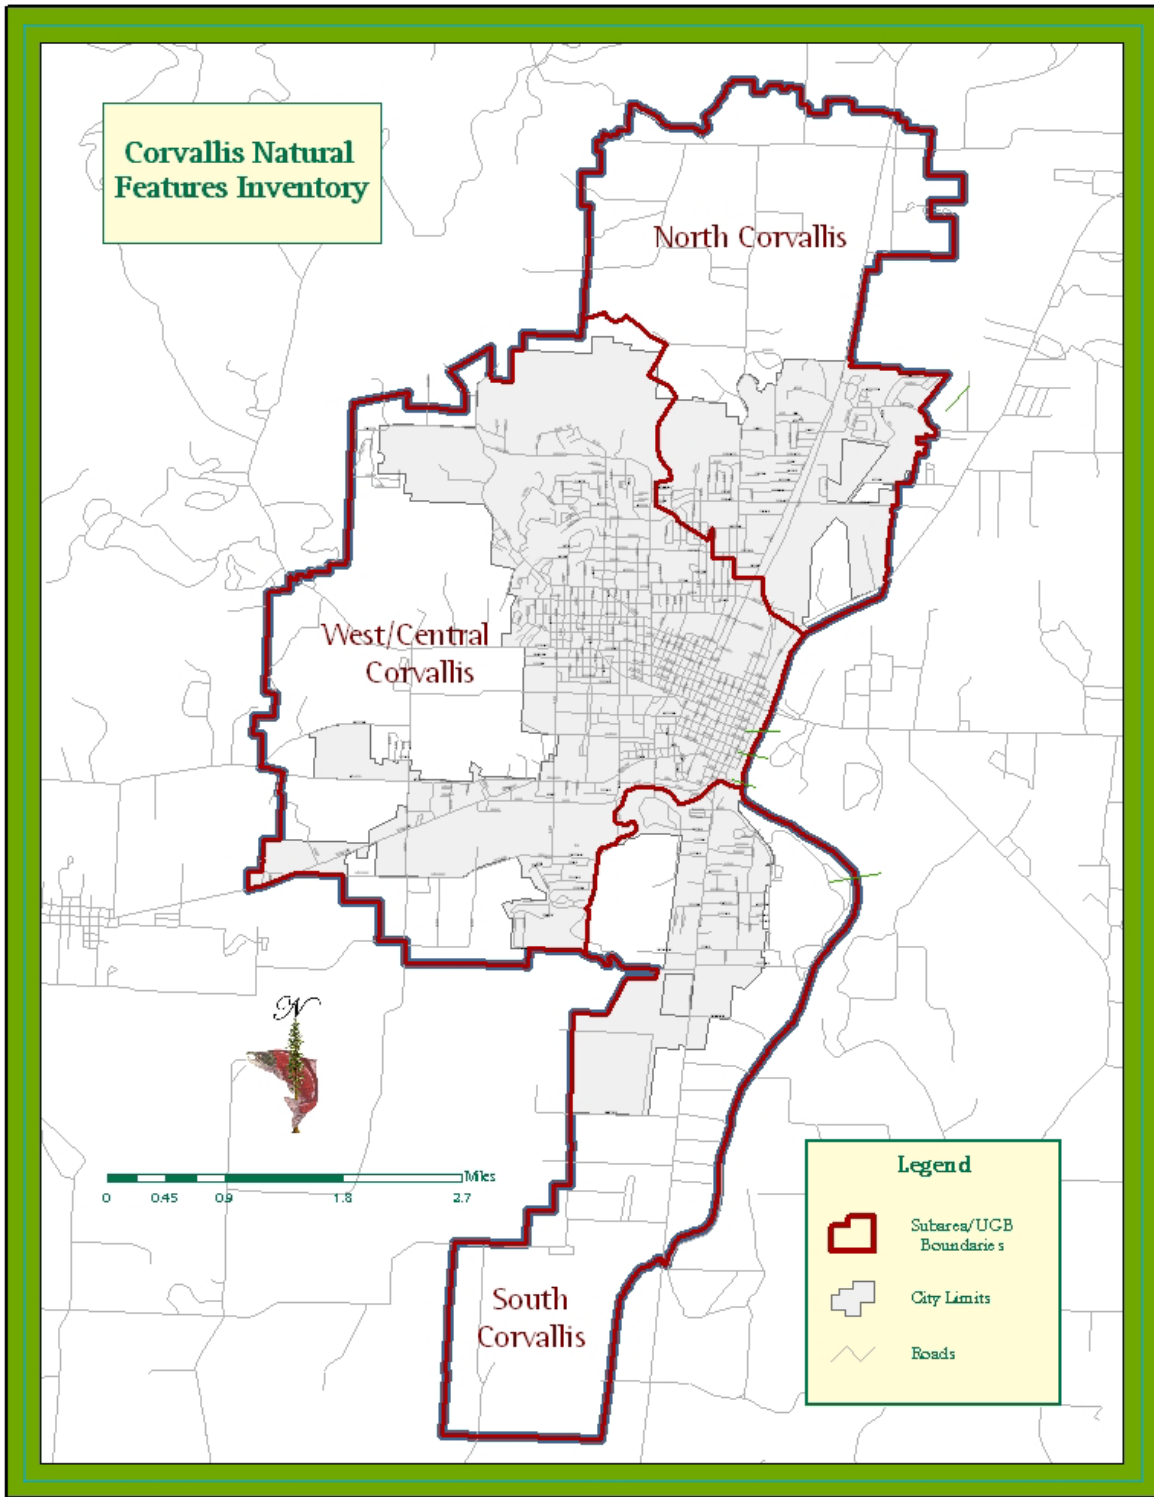 Corvallis Natural
Features Inventory
North Corvallis
West/Central
Corvallis
N
Miles
0 0.45 0.9 1.8 2.7
South
Corvallis
Legend
Subarea/UGB
Boundaries
City Limits
Roads